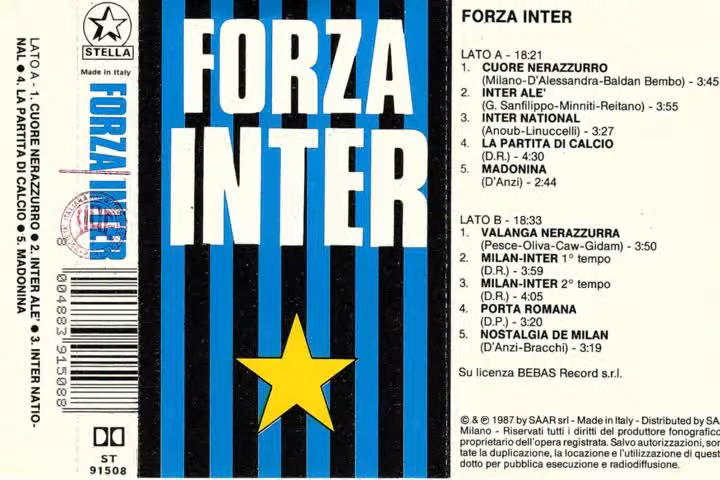 LATO A - 1. CUORE NERAZZURRO ● 2. INTER ALE' ● 3. INTER NATIO-
NAL ● 4. LA PARTITA DI CALCIO ● 5. MADONINA
STELLA
Made in Italy
FORZA INTER
8 004883 915088
ST
91508
FORZA
INTER
FORZA INTER
LATO A - 18:21
1. CUORE NERAZZURRO
(Milano-D'Alessandra-Baldan Bembo) - 3:45
2. INTER ALE'
(G. Sanfilippo-Minniti-Reitano) - 3:55
3. INTER NATIONAL
(Anoub-Linuccelli) - 3:27
4. LA PARTITA DI CALCIO
(D.R.) - 4:30
5. MADONINA
(D'Anzi) - 2:44
LATO B - 18:33
1. VALANGA NERAZZURRA
(Pesce-Oliva-Caw-Gidam) - 3:50
2. MILAN-INTER 1° tempo
(D.R.) - 3:59
3. MILAN-INTER 2° tempo
(D.R.) - 4:05
4. PORTA ROMANA
(D.P.) - 3:20
5. NOSTALGIA DE MILAN
(D'Anzi-Bracchi) - 3:19
Su licenza BEBAS Record s.r.l.
© & ℗ 1987 by SAAR srl - Made in Italy - Distributed by SA
Milano - Riservati tutti i diritti del produttore fonografico
proprietario dell'opera registrata. Salvo autorizzazioni, son
tate la duplicazione, la locazione e l'utilizzazione di quest
dotto per pubblica esecuzione e radiodiffusione.